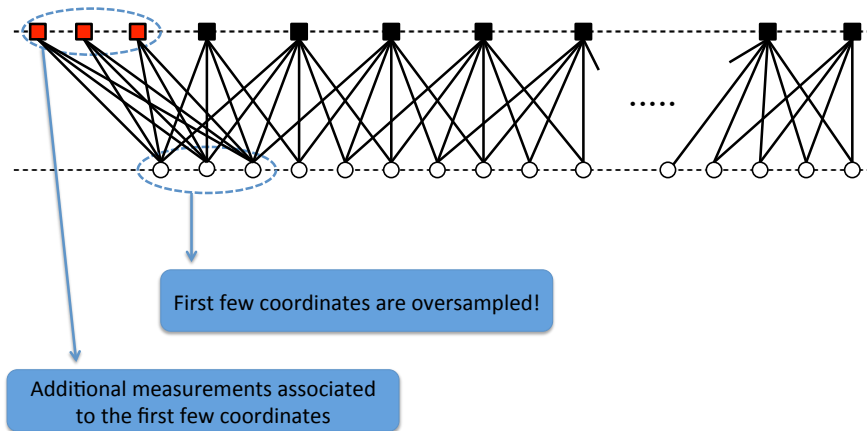 .....
First few coordinates are oversampled!
Additional measurements associated
to the first few coordinates